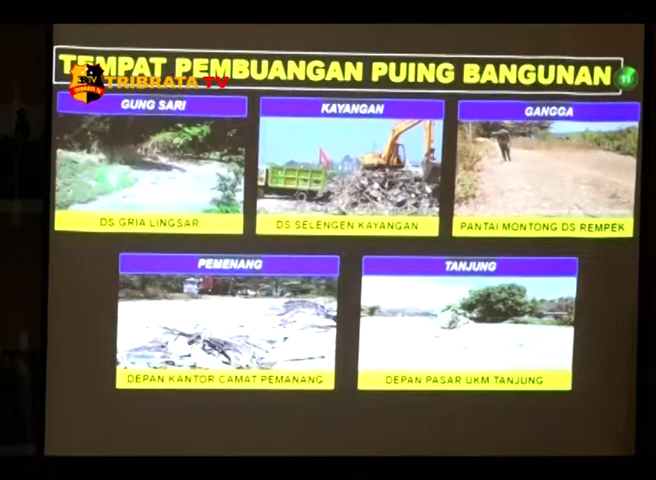 TEMPAT PEMBUANGAN PUING BANGUNAN
TRIBRATA TV
GUNG SARI
KAYANGAN
GANGGA
DS GRIA LINGSAR
DS SELENGEN KAYANGAN
PANTAI MONTONG DS REMPEK
PEMENANG
TANJUNG
DEPAN KANTOR CAMAT PEMANANG
DEPAN PASAR UKM TANJUNG